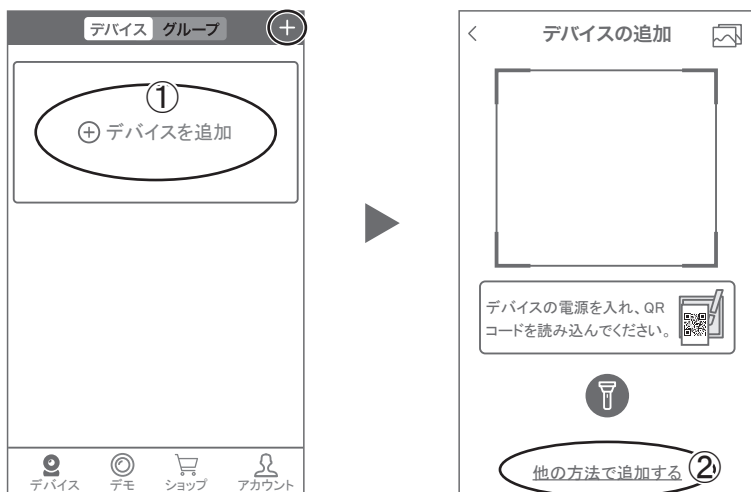 デバイス グループ
①
デバイスを追加
デバイス デモ ショップ アカウント
デバイスの追加
デバイスの電源を入れ、QR
コードを読み込んでください。
他の方法で追加する ②